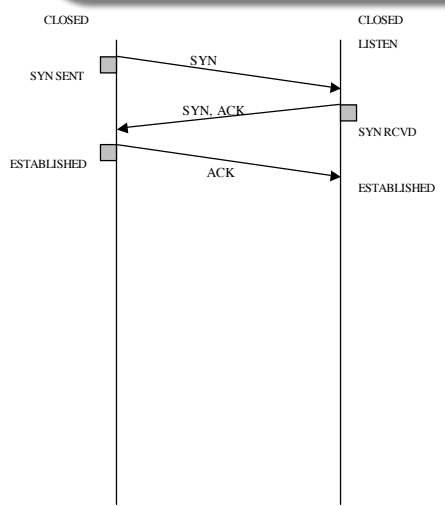 CLOSED
CLOSED
LISTEN
SYN
SYN SENT
SYN, ACK
SYN RCVD
ESTABLISHED
ACK
ESTABLISHED